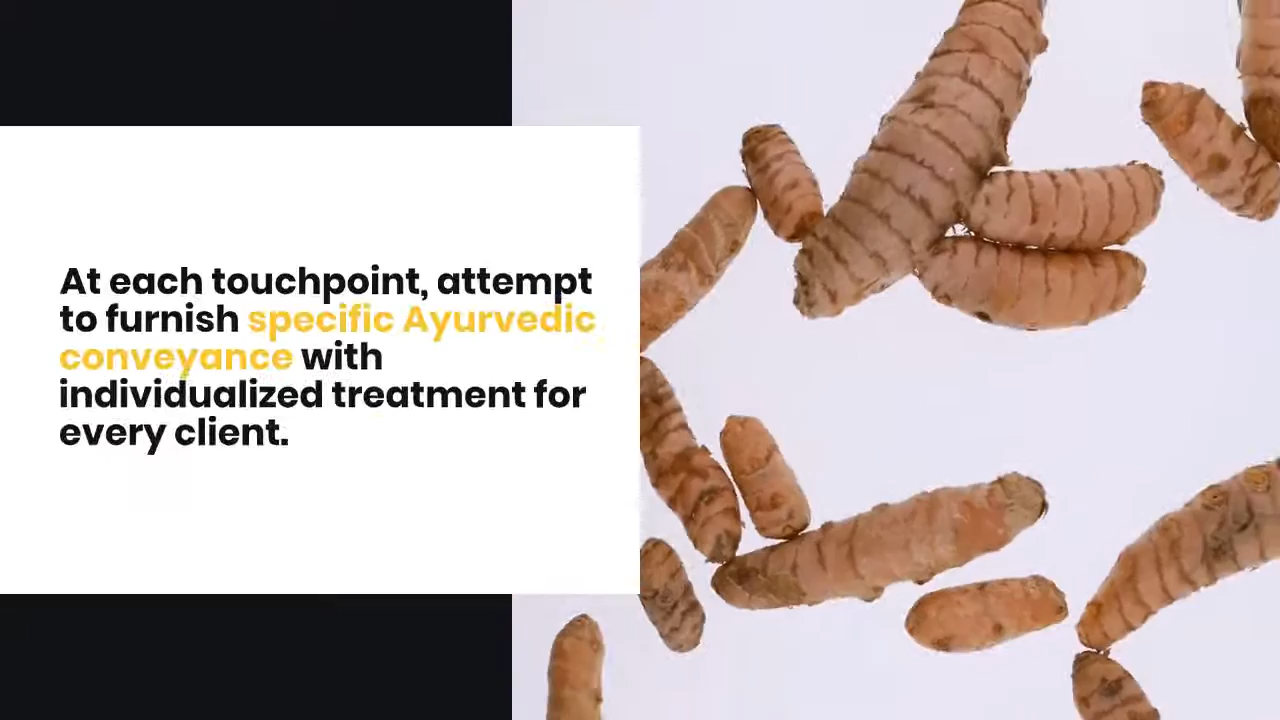 At each touchpoint, attempt
to furnish specific Ayurvedic
conveyance with
individualized treatment for
every client.